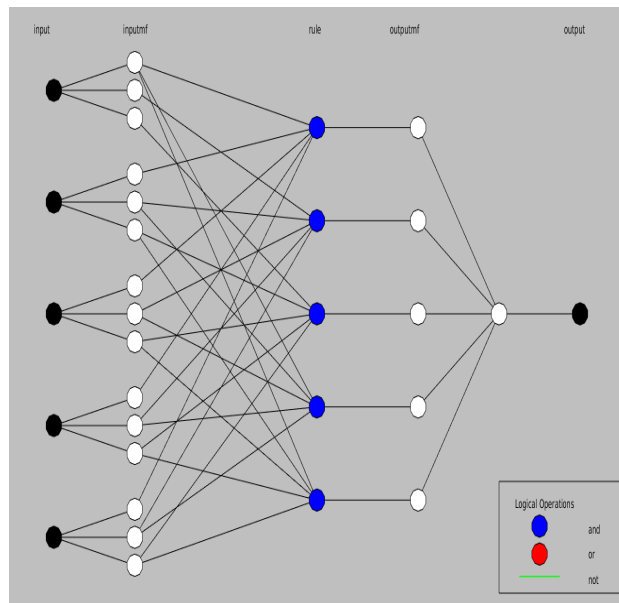 input inputmf rule outputmf output
Logical Operations
and
or
not